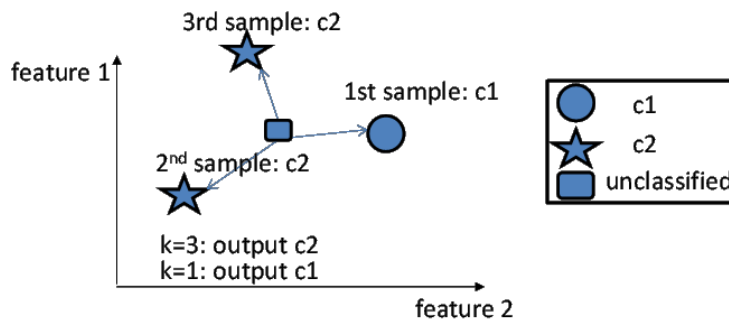 3rd sample: c2
feature 1
1st sample: c1
2nd sample: c2
k=3: output c2
k=1: output c1
feature 2
c1
c2
unclassified